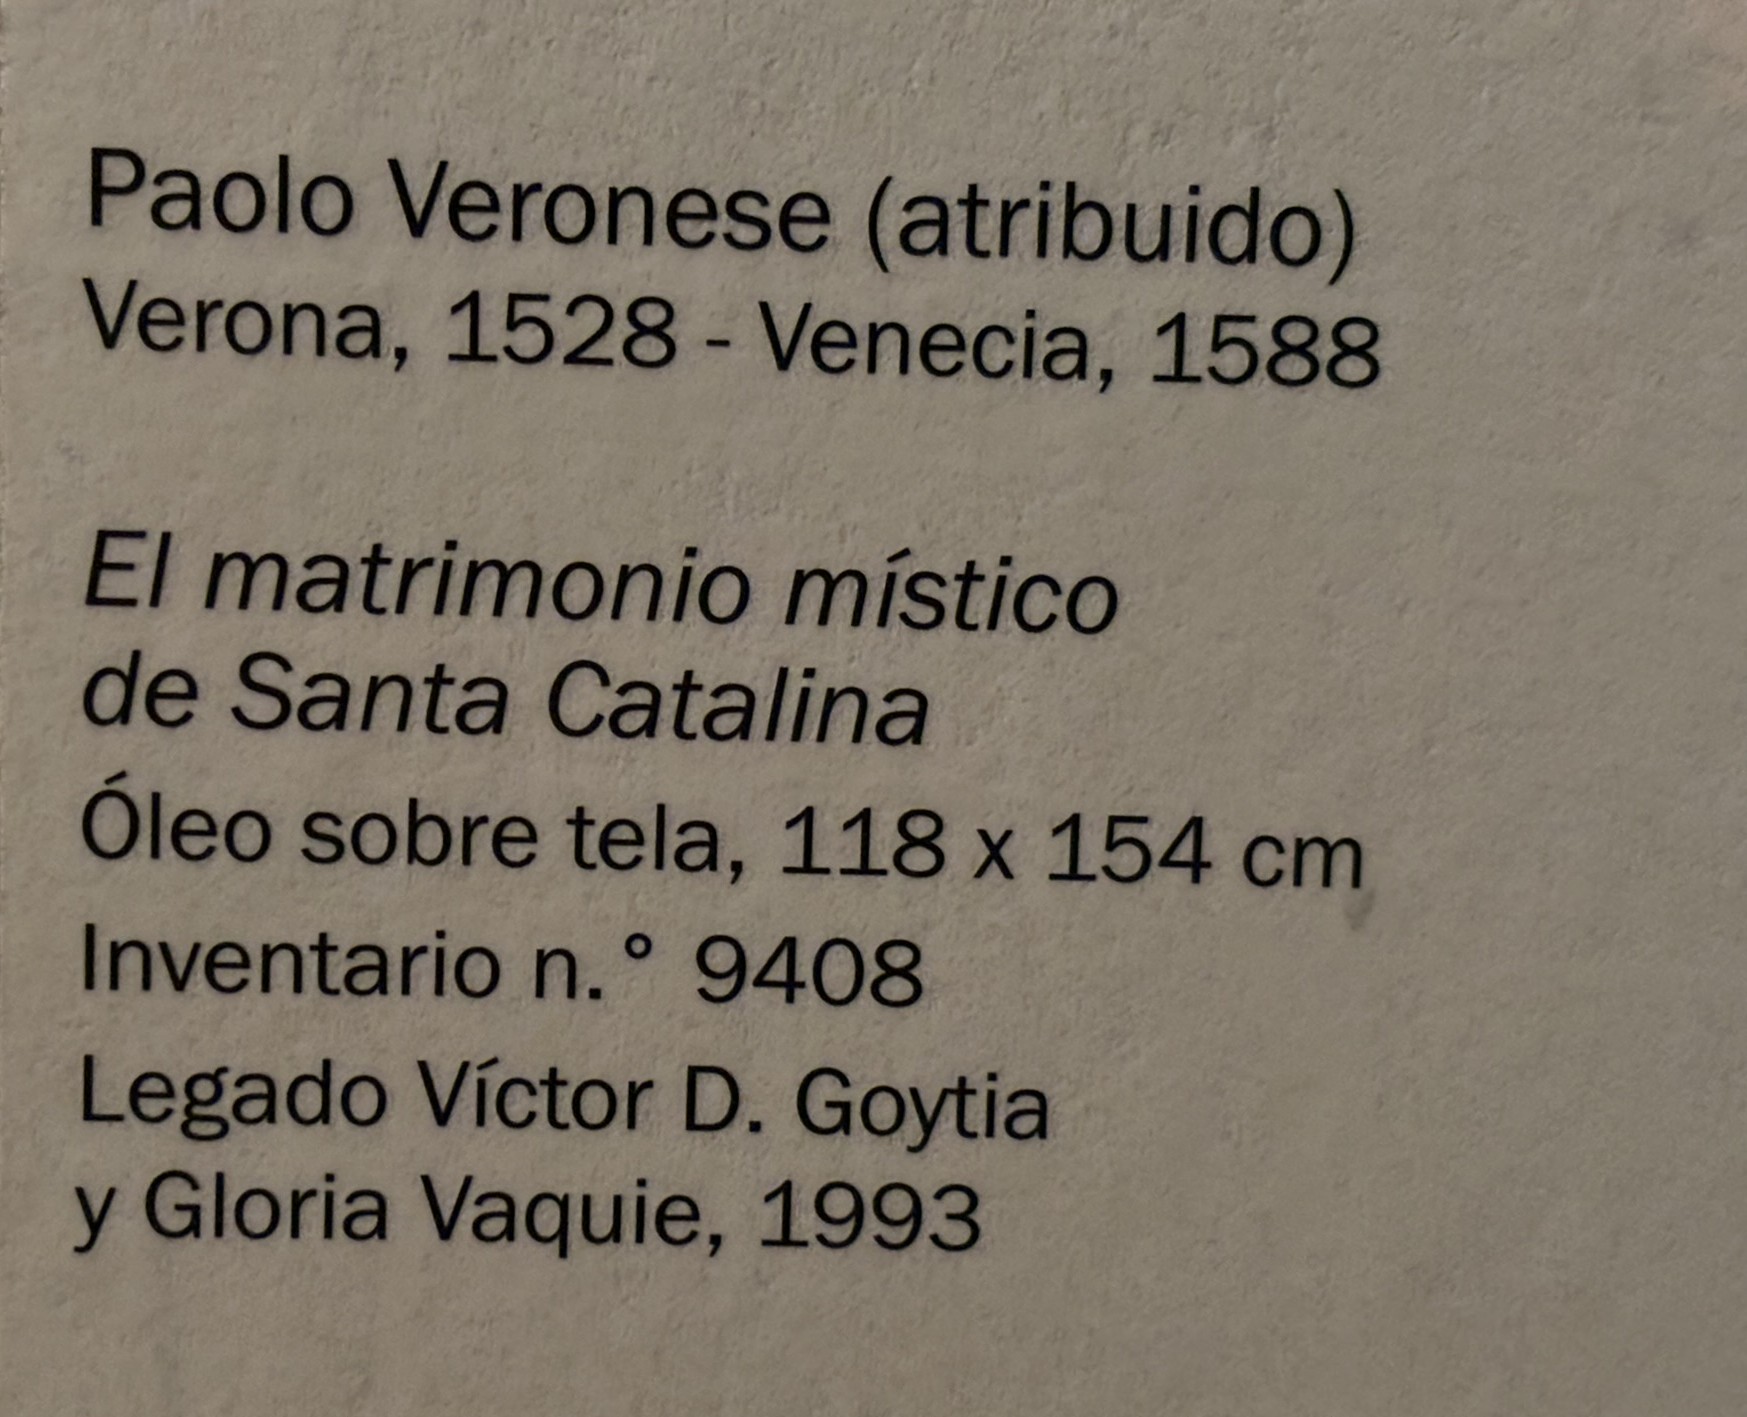 Paolo Veronese (atribuido)
Verona, 1528 - Venecia, 1588
El matrimonio místico
de Santa Catalina
Óleo sobre tela, 118 x 154 cm
Inventario n.° 9408
Legado Víctor D. Goytia
y Gloria Vaquie, 1993